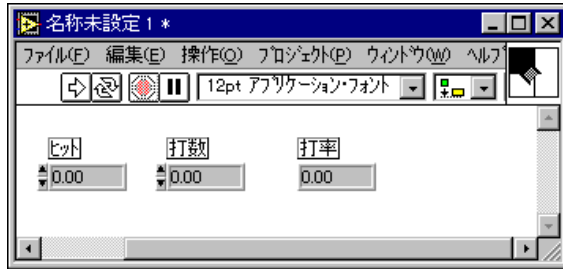 名称未設定 1 *
ファイル(F) 編集(E) 操作(O) プロジェクト(P) ウィンドウ(W) ヘルプ
12pt アプリケーション・フォント
ヒット 打数 打率
0.00 0.00 0.00